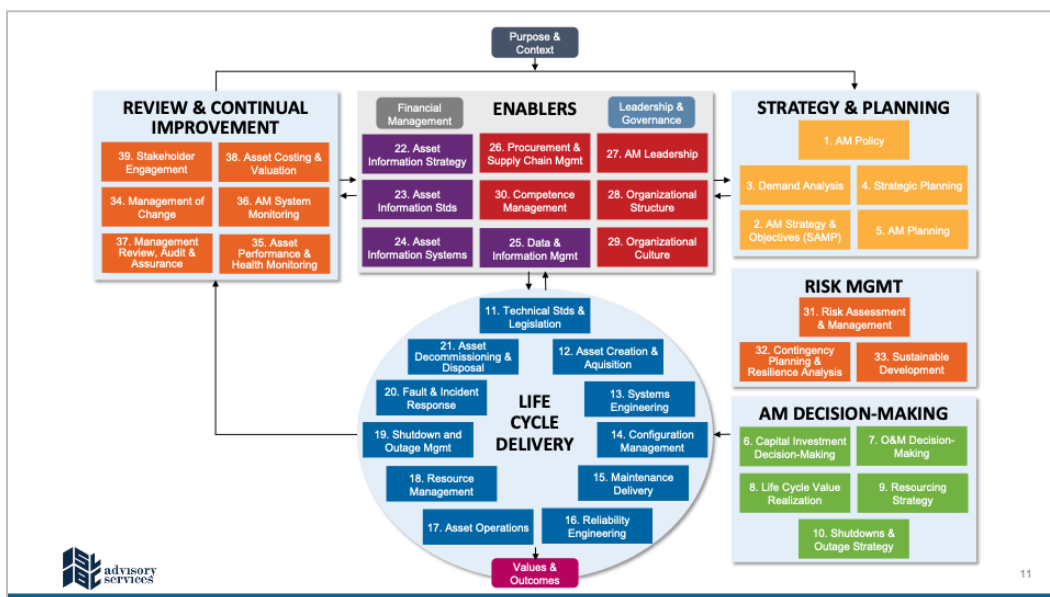 Purpose &
Context
REVIEW & CONTINUAL
IMPROVEMENT
39. Stakeholder
Engagement
38. Asset Costing &
Valuation
34. Management of
Change
36. AM System
Monitoring
37. Management
Review, Audit &
Assurance
35. Asset
Performance &
Health Monitoring
Financial
Management
ENABLERS
Leadership &
Governance
22. Asset
Information Strategy
26. Procurement &
Supply Chain Mgmt
27. AM Leadership
23. Asset
Information Stds
30. Competence
Management
28. Organizational
Structure
24. Asset
Information Systems
25. Data &
Information Mgmt
29. Organizational
Culture
STRATEGY & PLANNING
1. AM Policy
3. Demand Analysis
4. Strategic Planning
2. AM Strategy &
Objectives (SAMP)
5. AM Planning
RISK MGMT
31. Risk Assessment
& Management
32. Contingency
Planning &
Resilience Analysis
33. Sustainable
Development
AM DECISION-MAKING
6. Capital Investment
Decision-Making
7. O&M Decision-
Making
8. Life Cycle Value
Realization
9. Resourcing
Strategy
10. Shutdowns &
Outage Strategy
11. Technical Stds &
Legislation
21. Asset
Decommissioning &
Disposal
12. Asset Creation &
Aquisition
20. Fault & Incident
Response
13. Systems
Engineering
LIFE
CYCLE
DELIVERY
19. Shutdown and
Outage Mgmt
14. Configuration
Management
18. Resource
Management
15. Maintenance
Delivery
17. Asset Operations
16. Reliability
Engineering
Values &
Outcomes
advisory
services
11